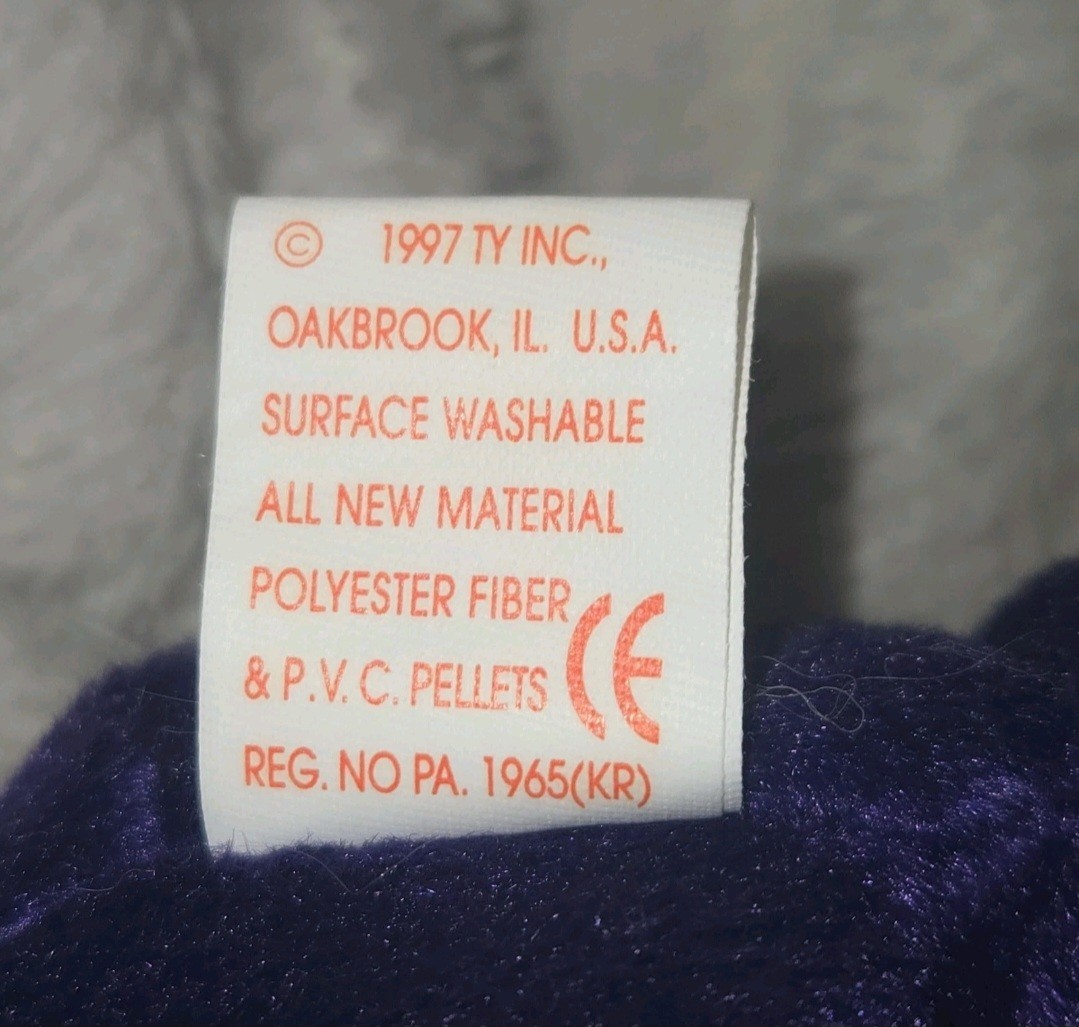 © 1997 TY INC.,
OAKBROOK, IL. U.S.A.
SURFACE WASHABLE
ALL NEW MATERIAL
POLYESTER FIBER
& P.V.C. PELLETS CE
REG. NO PA. 1965(KR)